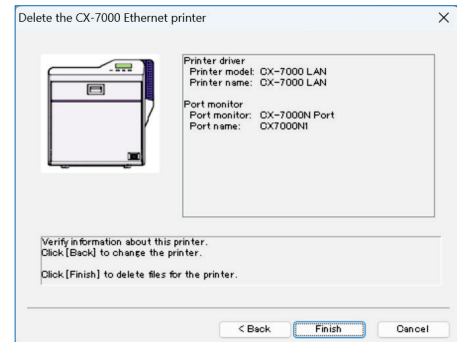 Delete the CX-7000 Ethernet printer
Printer driver
Printer model: CX-7000 LAN
Printer name: CX-7000 LAN
Port monitor
Port monitor: CX-7000N Port
Port name: CX7000N1
Verify information about this printer.
Click [Back] to change the printer.
Click [Finish] to delete files for the printer.
< Back Finish Cancel